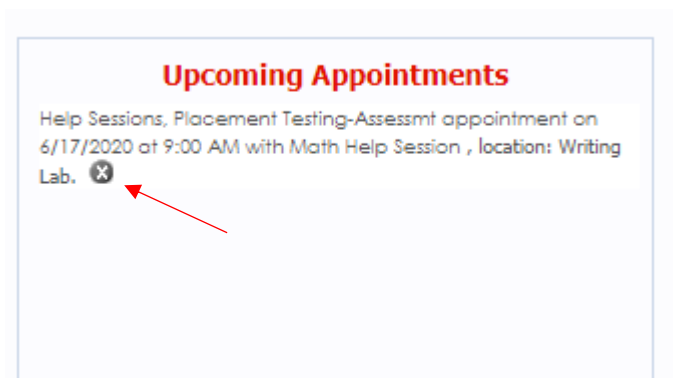 Upcoming Appointments
Help Sessions, Placement Testing-Assessmt appointment on
6/17/2020 at 9:00 AM with Math Help Session , location: Writing
Lab.